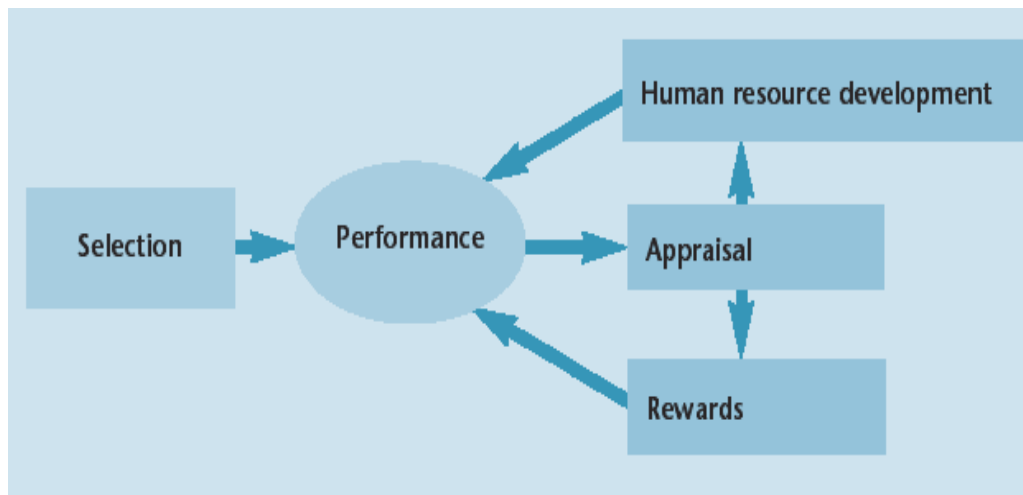 Human resource development
Selection
Performance
Appraisal
Rewards